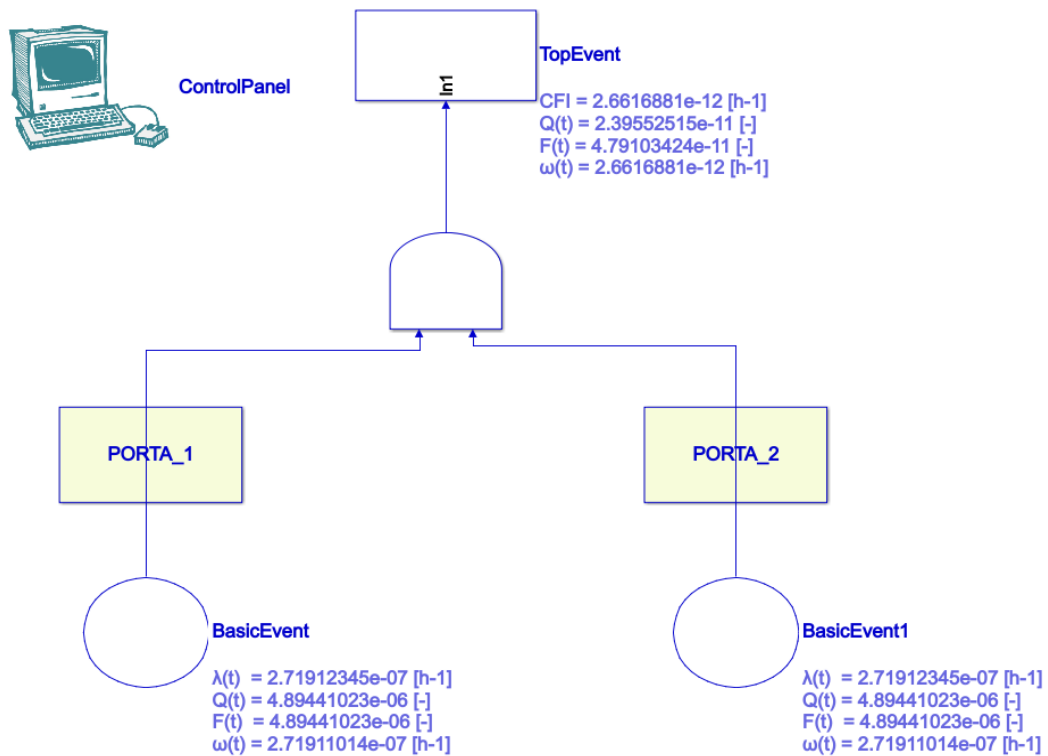 TopEvent
ControlPanel
In1
CFI = 2.6616881e-12 [h-1]
Q(t) = 2.39552515e-11 [-]
F(t) = 4.79103424e-11 [-]
ω(t) = 2.6616881e-12 [h-1]
PORTA_1
PORTA_2
BasicEvent
λ(t)  = 2.71912345e-07 [h-1]
Q(t) = 4.89441023e-06 [-]
F(t)  = 4.89441023e-06 [-]
ω(t) = 2.71911014e-07 [h-1]
BasicEvent1
λ(t)  = 2.71912345e-07 [h-1]
Q(t) = 4.89441023e-06 [-]
F(t)  = 4.89441023e-06 [-]
ω(t) = 2.71911014e-07 [h-1]